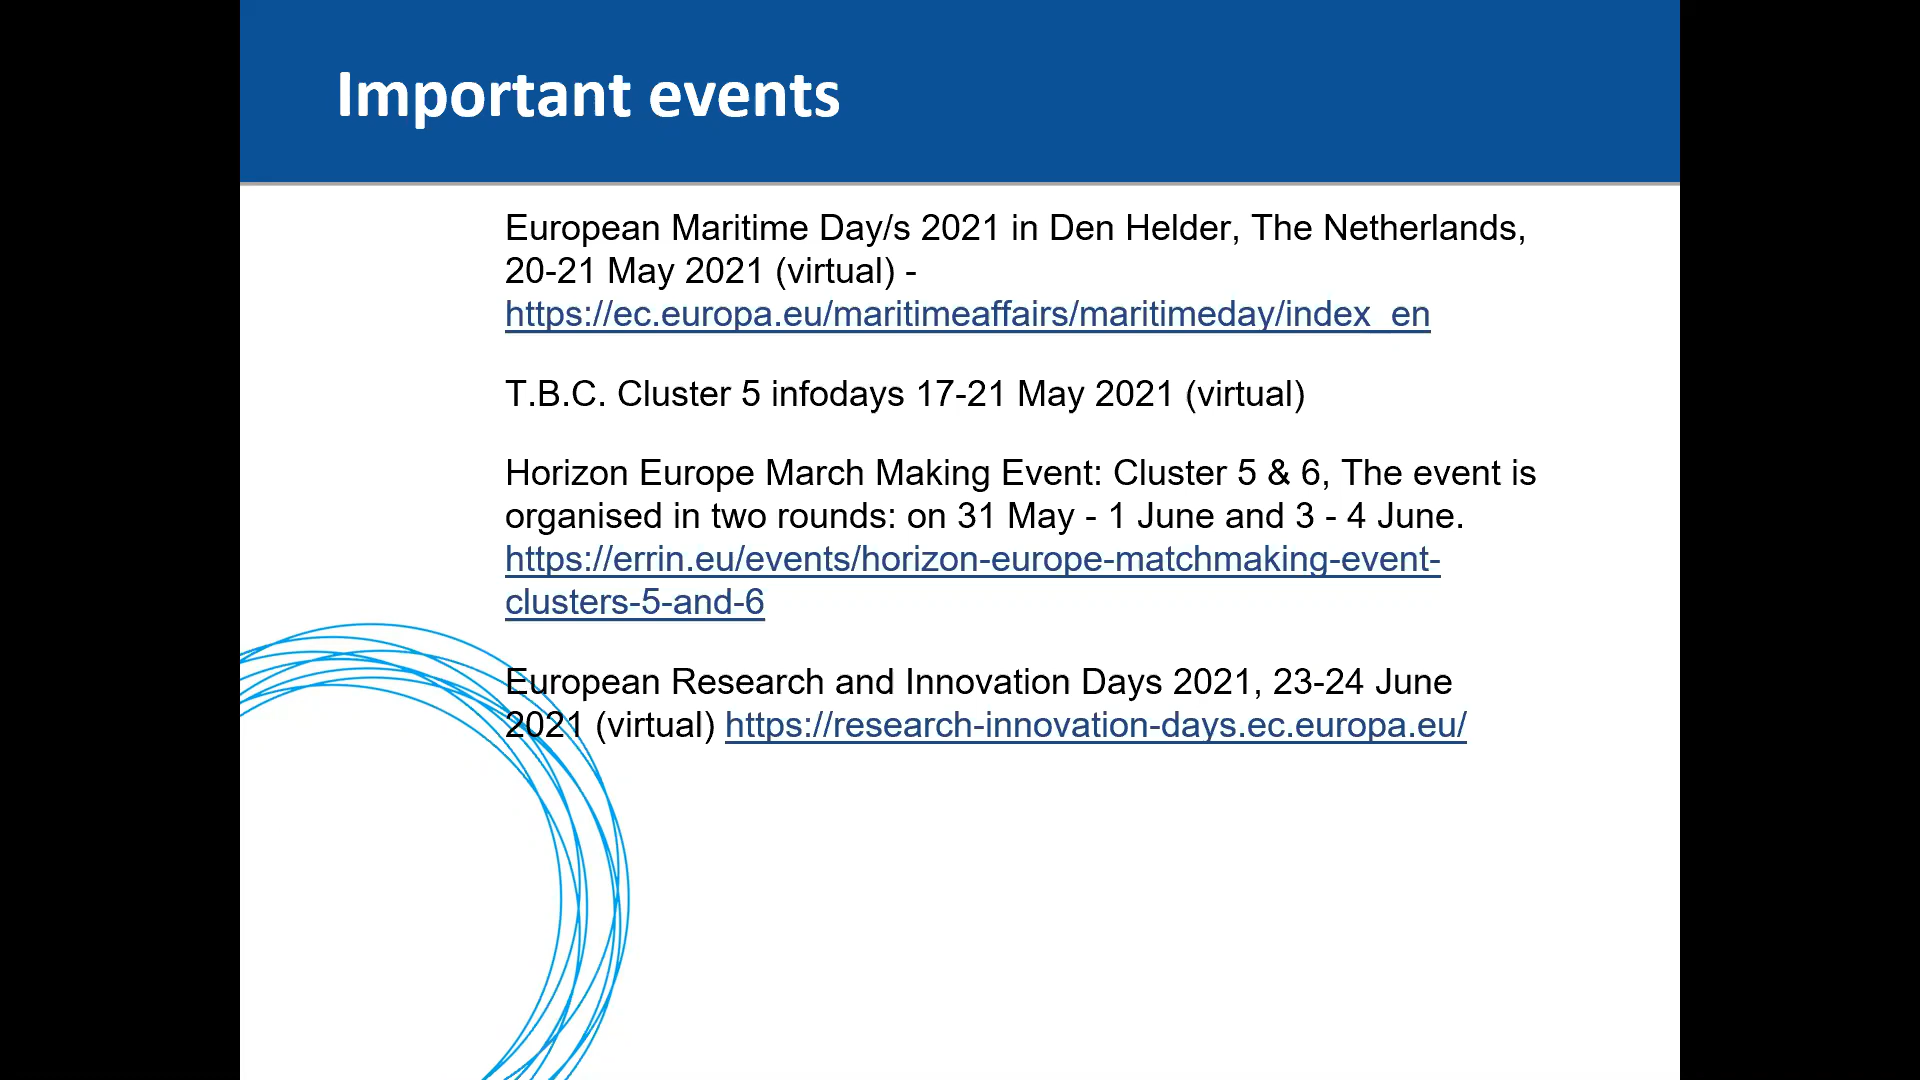 Important events
European Maritime Day/s 2021 in Den Helder, The Netherlands,
20-21 May 2021 (virtual) -
https://ec.europa.eu/maritimeaffairs/maritimeday/index_en
T.B.C. Cluster 5 infodays 17-21 May 2021 (virtual)
Horizon Europe March Making Event: Cluster 5 & 6, The event is
organised in two rounds: on 31 May - 1 June and 3 - 4 June.
https://errin.eu/events/horizon-europe-matchmaking-event-
clusters-5-and-6
European Research and Innovation Days 2021, 23-24 June
2021 (virtual) https://research-innovation-days.ec.europa.eu/